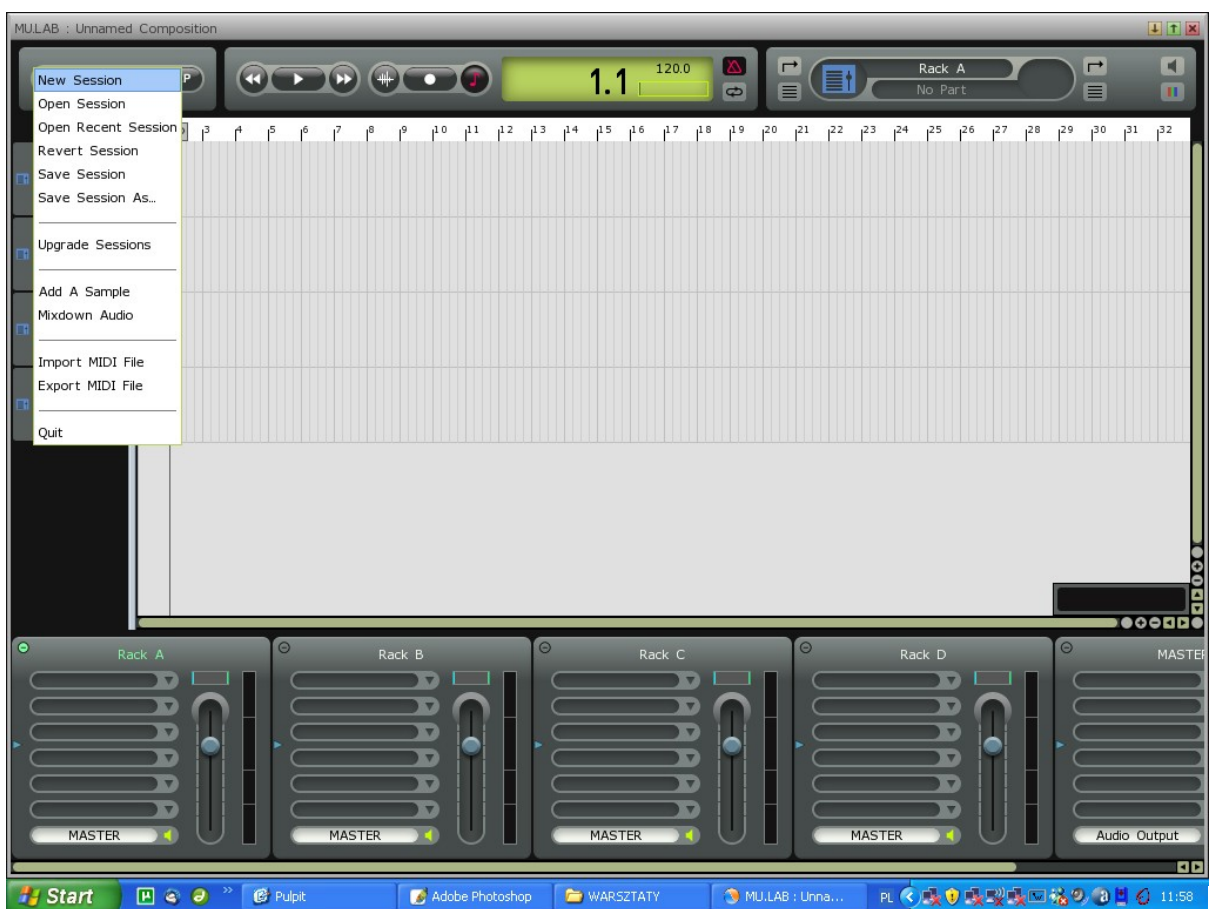 MU.LAB : Unnamed Composition
P
1.1
120.0
Rack A
No Part
New Session
Open Session
Open Recent Session
Revert Session
Save Session
Save Session As…
Upgrade Sessions
Add A Sample
Mixdown Audio
Import MIDI File
Export MIDI File
Quit
3 4 5 6 7 8 9 10 11 12 13 14 15 16 17 18 19 20 21 22 23 24 25 26 27 28 29 30 31 32
Rack A
Rack B
Rack C
Rack D
MASTER
MASTER
MASTER
MASTER
MASTER
Audio Output
Start
Pulpit
Adobe Photoshop
WARSZTATY
MU.LAB : Unna...
PL
11:58